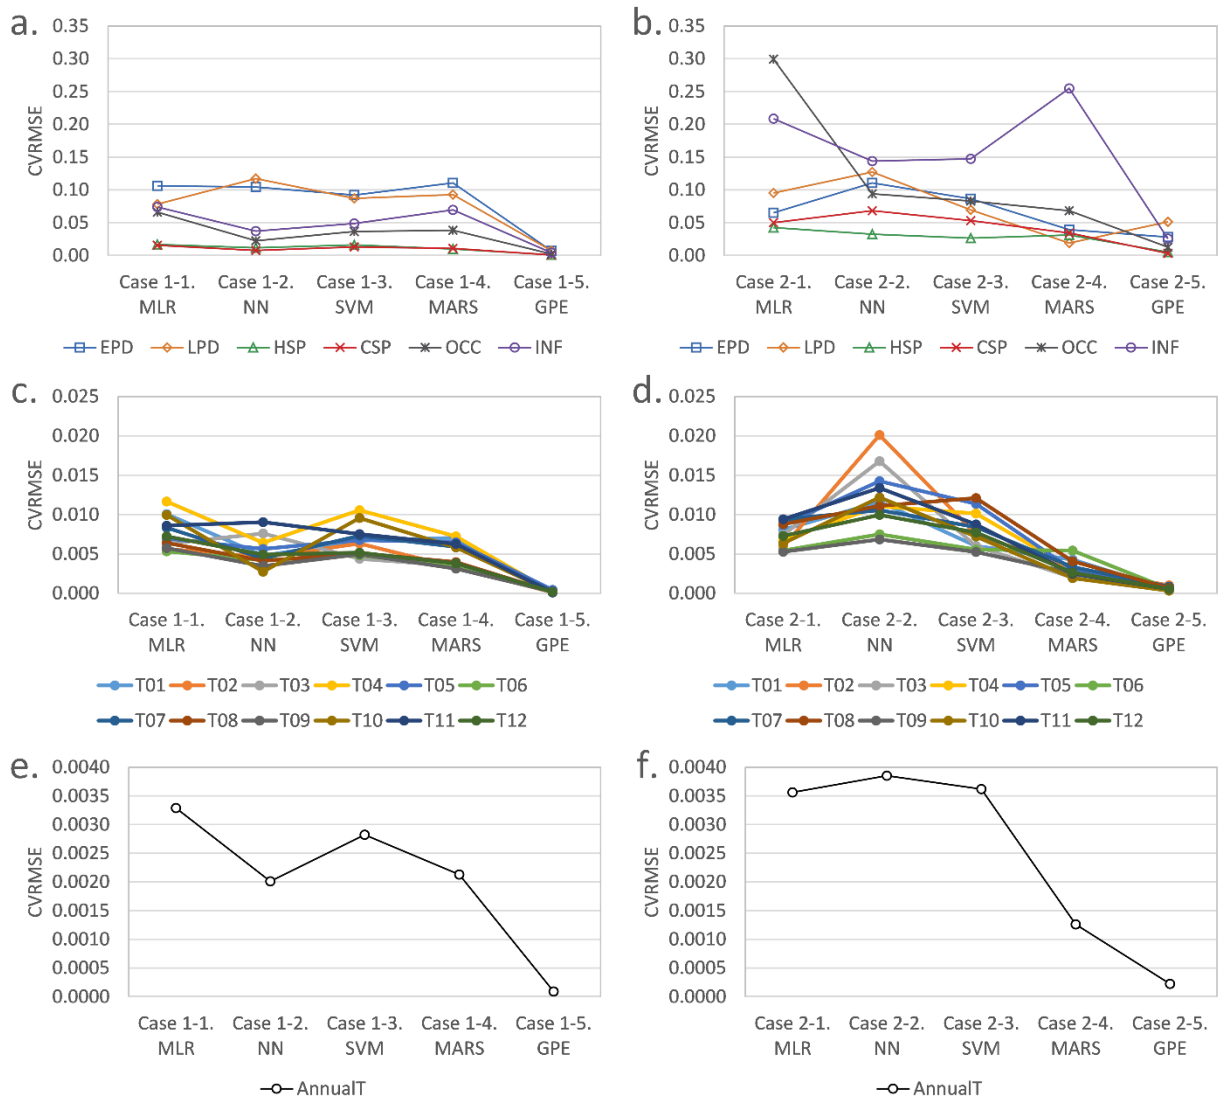 a.
0.35
0.30
0.25
0.20
0.15
0.10
0.05
0.00
CVRMSE
Case 1-1. Case 1-2. Case 1-3. Case 1-4. Case 1-5.
MLR NN SVM MARS GPE
EPD LPD HSP CSP OCC INF
b.
0.35
0.30
0.25
0.20
0.15
0.10
0.05
0.00
CVRMSE
Case 2-1. Case 2-2. Case 2-3. Case 2-4. Case 2-5.
MLR NN SVM MARS GPE
EPD LPD HSP CSP OCC INF
c.
0.025
0.020
0.015
0.010
0.005
0.000
CVRMSE
Case 1-1. Case 1-2. Case 1-3. Case 1-4. Case 1-5.
MLR NN SVM MARS GPE
T01 T02 T03 T04 T05 T06
T07 T08 T09 T10 T11 T12
d.
0.025
0.020
0.015
0.010
0.005
0.000
CVRMSE
Case 2-1. Case 2-2. Case 2-3. Case 2-4. Case 2-5.
MLR NN SVM MARS GPE
T01 T02 T03 T04 T05 T06
T07 T08 T09 T10 T11 T12
e.
0.0040
0.0035
0.0030
0.0025
0.0020
0.0015
0.0010
0.0005
0.0000
CVRMSE
Case 1-1. Case 1-2. Case 1-3. Case 1-4. Case 1-5.
MLR NN SVM MARS GPE
AnnualT
f.
0.0040
0.0035
0.0030
0.0025
0.0020
0.0015
0.0010
0.0005
0.0000
CVRMSE
Case 2-1. Case 2-2. Case 2-3. Case 2-4. Case 2-5.
MLR NN SVM MARS GPE
AnnualT